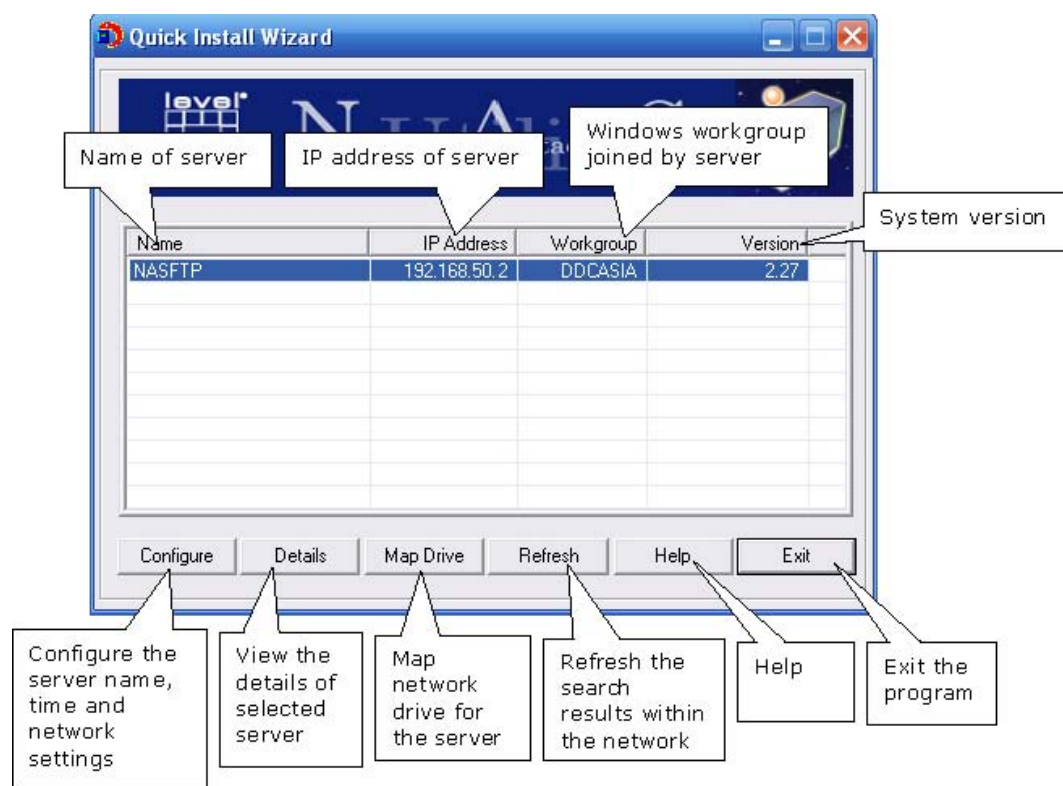 Quick Install Wizard
level
N A S
Name of server
IP address of server
Windows workgroup
joined by server
System version
Name IP Address Workgroup Version
NASFTP 192.168.50.2 DDCASIA 2.27
Configure Details Map Drive Refresh Help Exit
Configure the
server name,
time and
network
settings
View the
details of
selected
server
Map
network
drive for
the server
Refresh the
search
results within
the network
Help
Exit the
program